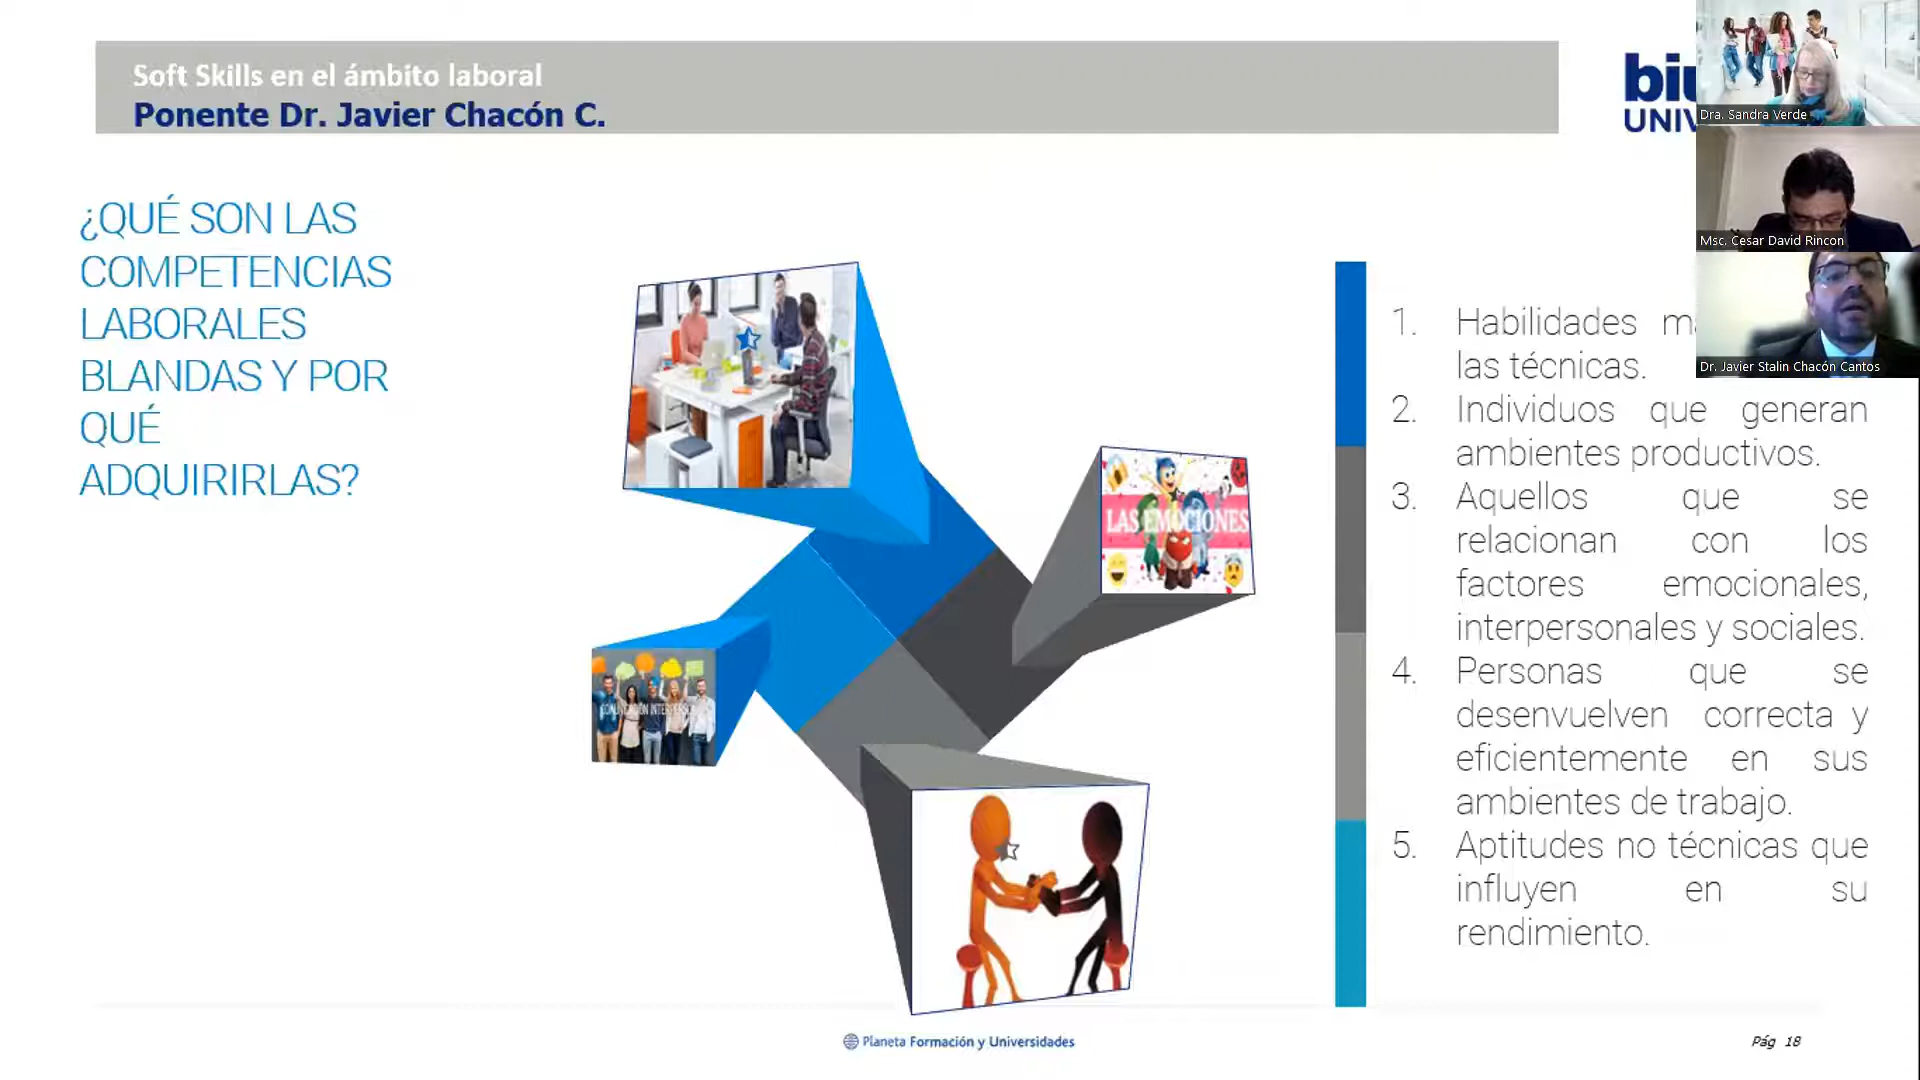 Soft Skills en el ámbito laboral
Ponente Dr. Javier Chacón C.
Dra. Sandra Verde
Msc. Cesar David Rincon
Dr. Javier Stalin Chacón Cantos
¿QUÉ SON LAS
COMPETENCIAS
LABORALES
BLANDAS Y POR
QUÉ
ADQUIRIRLAS?
LAS EMOCIONES
1. Habilidades
las técnicas.
2. Individuos que generan
ambientes productivos.
3. Aquellos que se
relacionan con los
factores emocionales,
interpersonales y sociales.
4. Personas que se
desenvuelven correcta y
eficientemente en sus
ambientes de trabajo.
5. Aptitudes no técnicas que
influyen en su
rendimiento.
Planeta Formación y Universidades
Pág 18